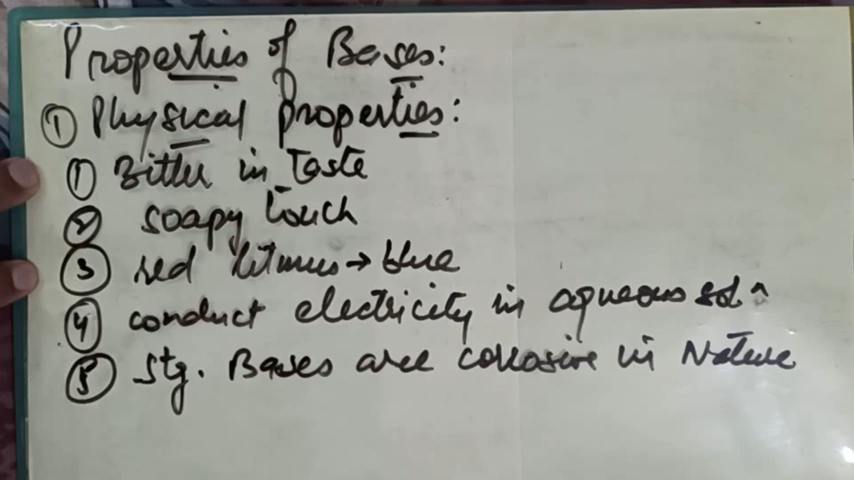 Properties of Bases:
① Physical properties:
① Bitter in taste
② soapy touch
③ red litmus → blue
④ conduct electricity in aqueous solⁿ
⑤ Stg. Bases are corrosive in Nature